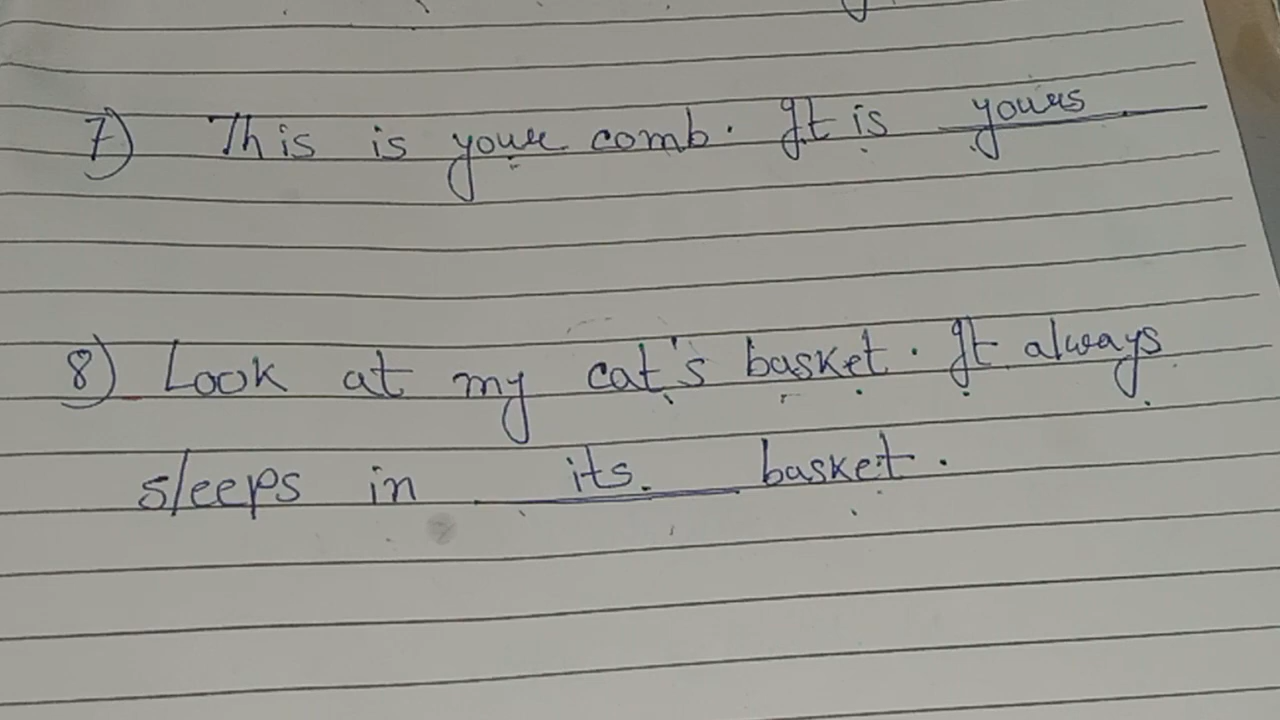 7) This is your comb. It is yours
8) Look at my cat's basket. It always
sleeps in its. basket.